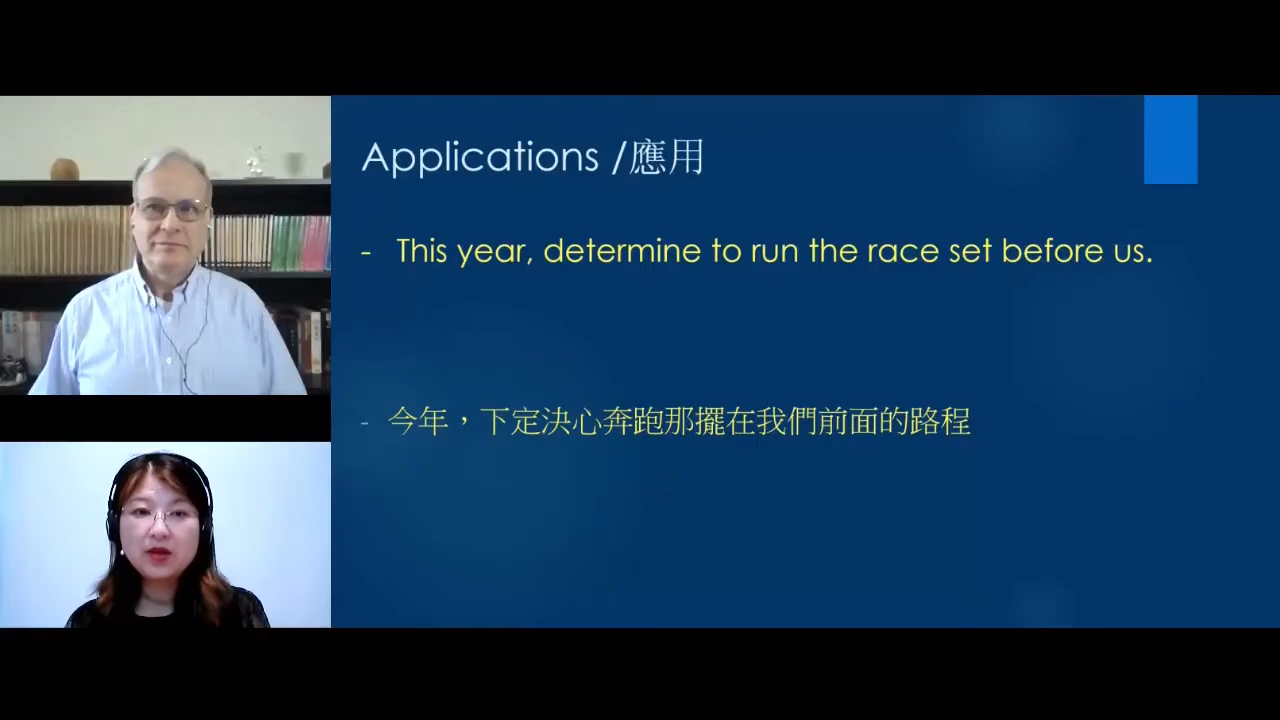 Applications /應用
- This year, determine to run the race set before us.
- 今年，下定決心奔跑那擺在我們前面的路程